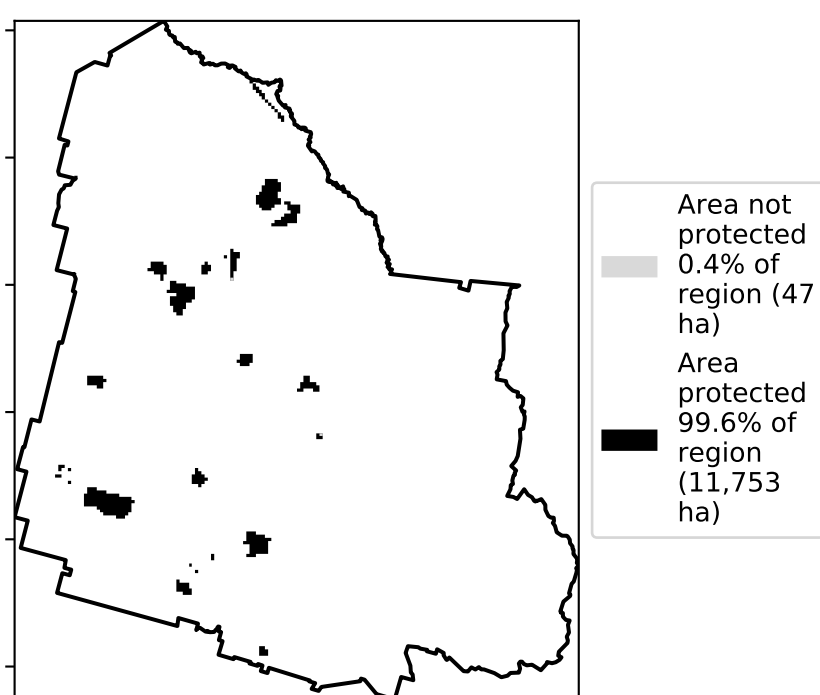 Area not
protected
0.4% of
region (47
ha)
Area
protected
99.6% of
region
(11,753
ha)